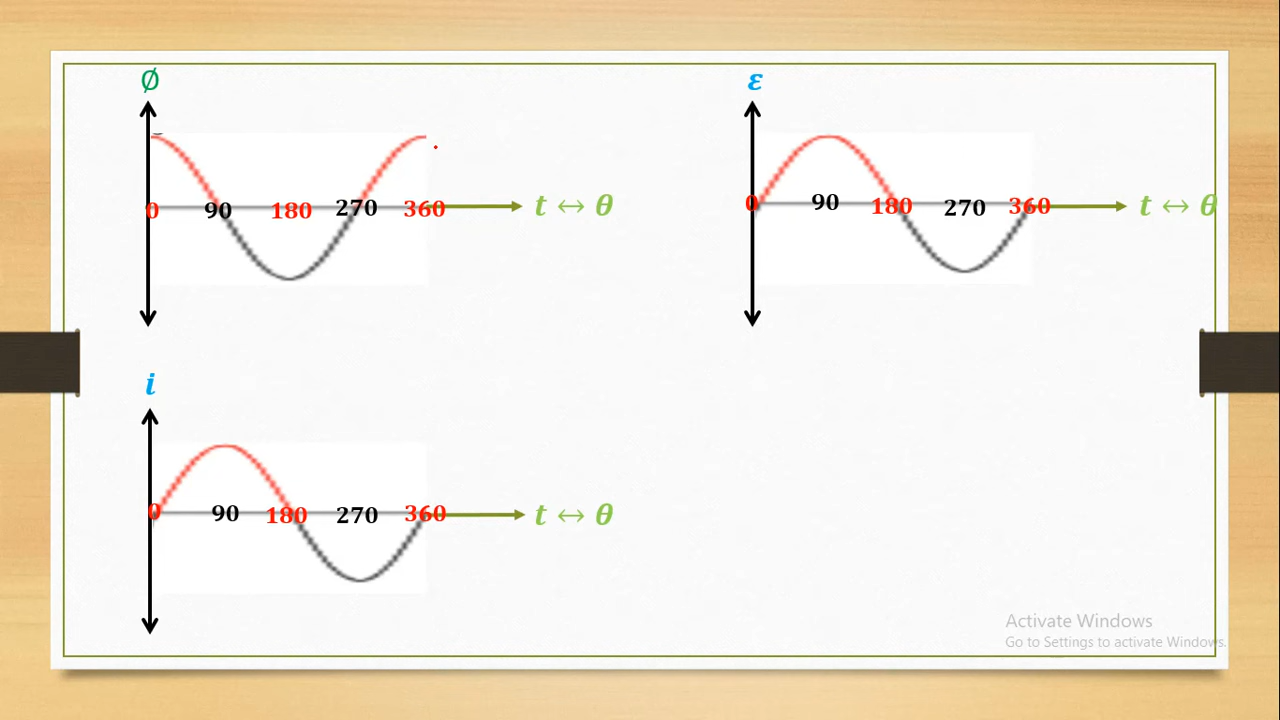 Ø
0 90 180 270 360 t ↔ θ
ε
0 90 180 270 360 t ↔ θ
i
0 90 180 270 360 t ↔ θ
Activate Windows
Go to Settings to activate Windows.